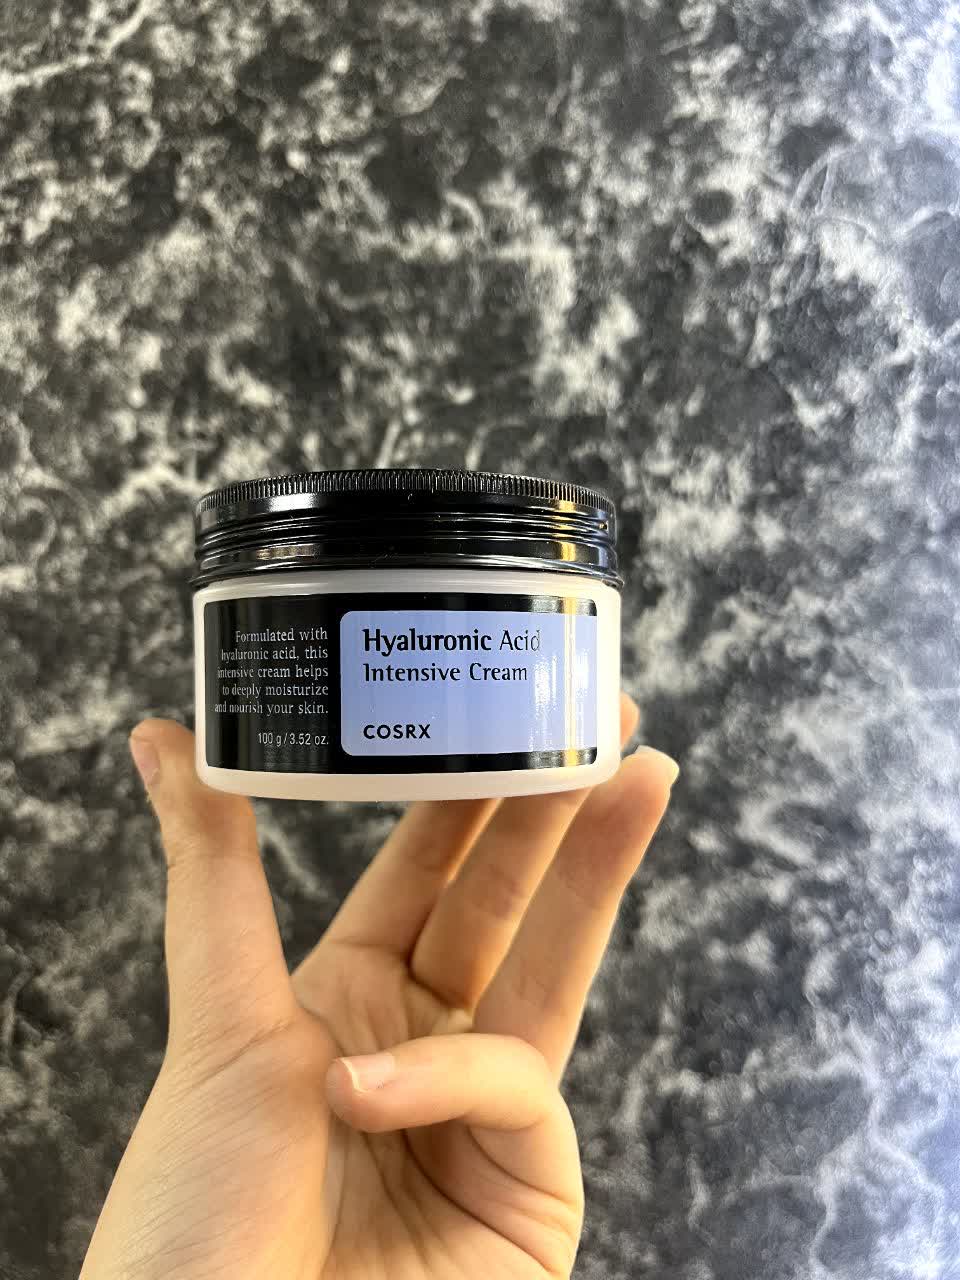 Formulated with
hyaluronic acid, this
intensive cream helps
to deeply moisturize
and nourish your skin.
100 g / 3.52 oz.
Hyaluronic Acid
Intensive Cream
COSRX